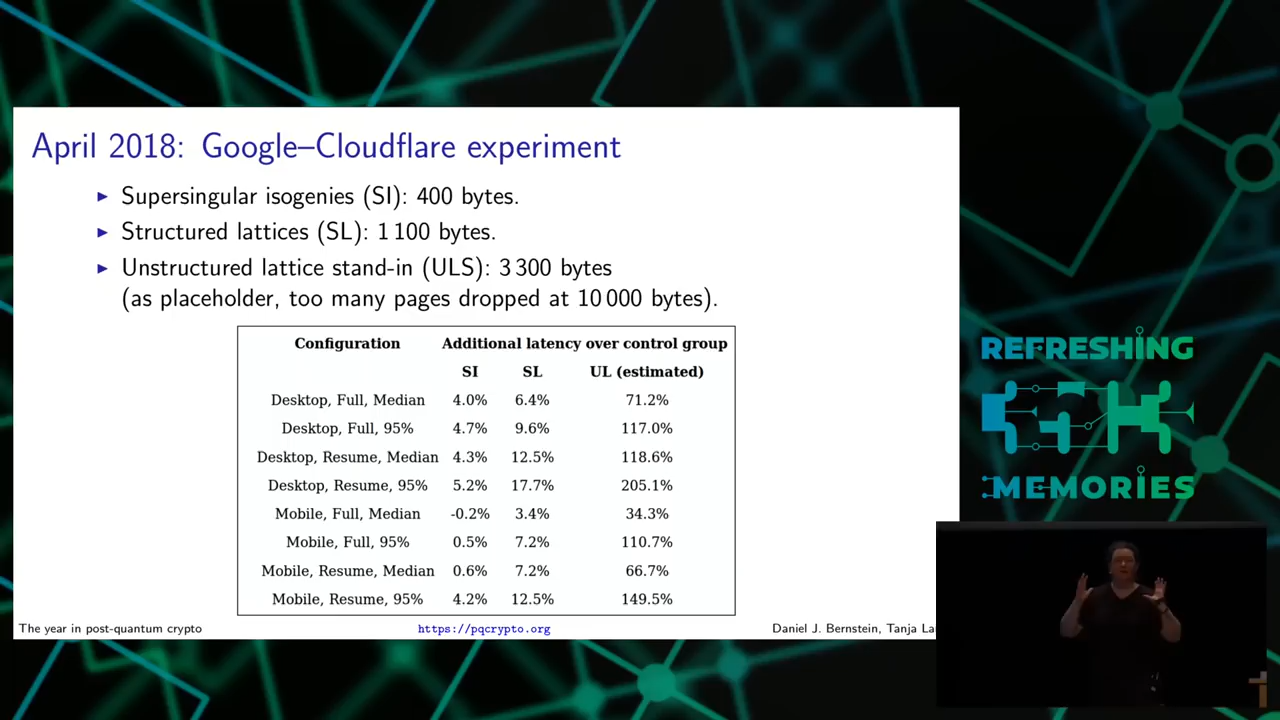 April 2018: Google–Cloudflare experiment
▶ Supersingular isogenies (SI): 400 bytes.
▶ Structured lattices (SL): 1 100 bytes.
▶ Unstructured lattice stand-in (ULS): 3 300 bytes
(as placeholder, too many pages dropped at 10 000 bytes).
Configuration Additional latency over control group
SI SL UL (estimated)
Desktop, Full, Median 4.0% 6.4% 71.2%
Desktop, Full, 95% 4.7% 9.6% 117.0%
Desktop, Resume, Median 4.3% 12.5% 118.6%
Desktop, Resume, 95% 5.2% 17.7% 205.1%
Mobile, Full, Median -0.2% 3.4% 34.3%
Mobile, Full, 95% 0.5% 7.2% 110.7%
Mobile, Resume, Median 0.6% 7.2% 66.7%
Mobile, Resume, 95% 4.2% 12.5% 149.5%
The year in post-quantum crypto https://pqcrypto.org Daniel J. Bernstein, Tanja La
REFRESHING
MEMORIES